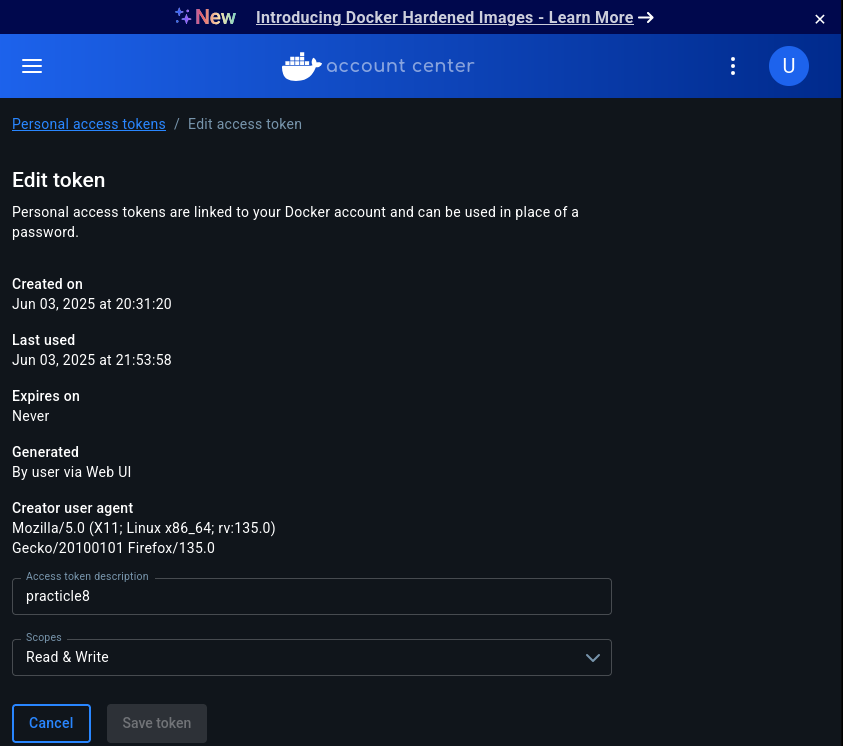 New Introducing Docker Hardened Images - Learn More
account center
U
Personal access tokens / Edit access token
Edit token
Personal access tokens are linked to your Docker account and can be used in place of a
password.
Created on
Jun 03, 2025 at 20:31:20
Last used
Jun 03, 2025 at 21:53:58
Expires on
Never
Generated
By user via Web UI
Creator user agent
Mozilla/5.0 (X11; Linux x86_64; rv:135.0)
Gecko/20100101 Firefox/135.0
Access token description
practicle8
Scopes
Read & Write
Cancel Save token